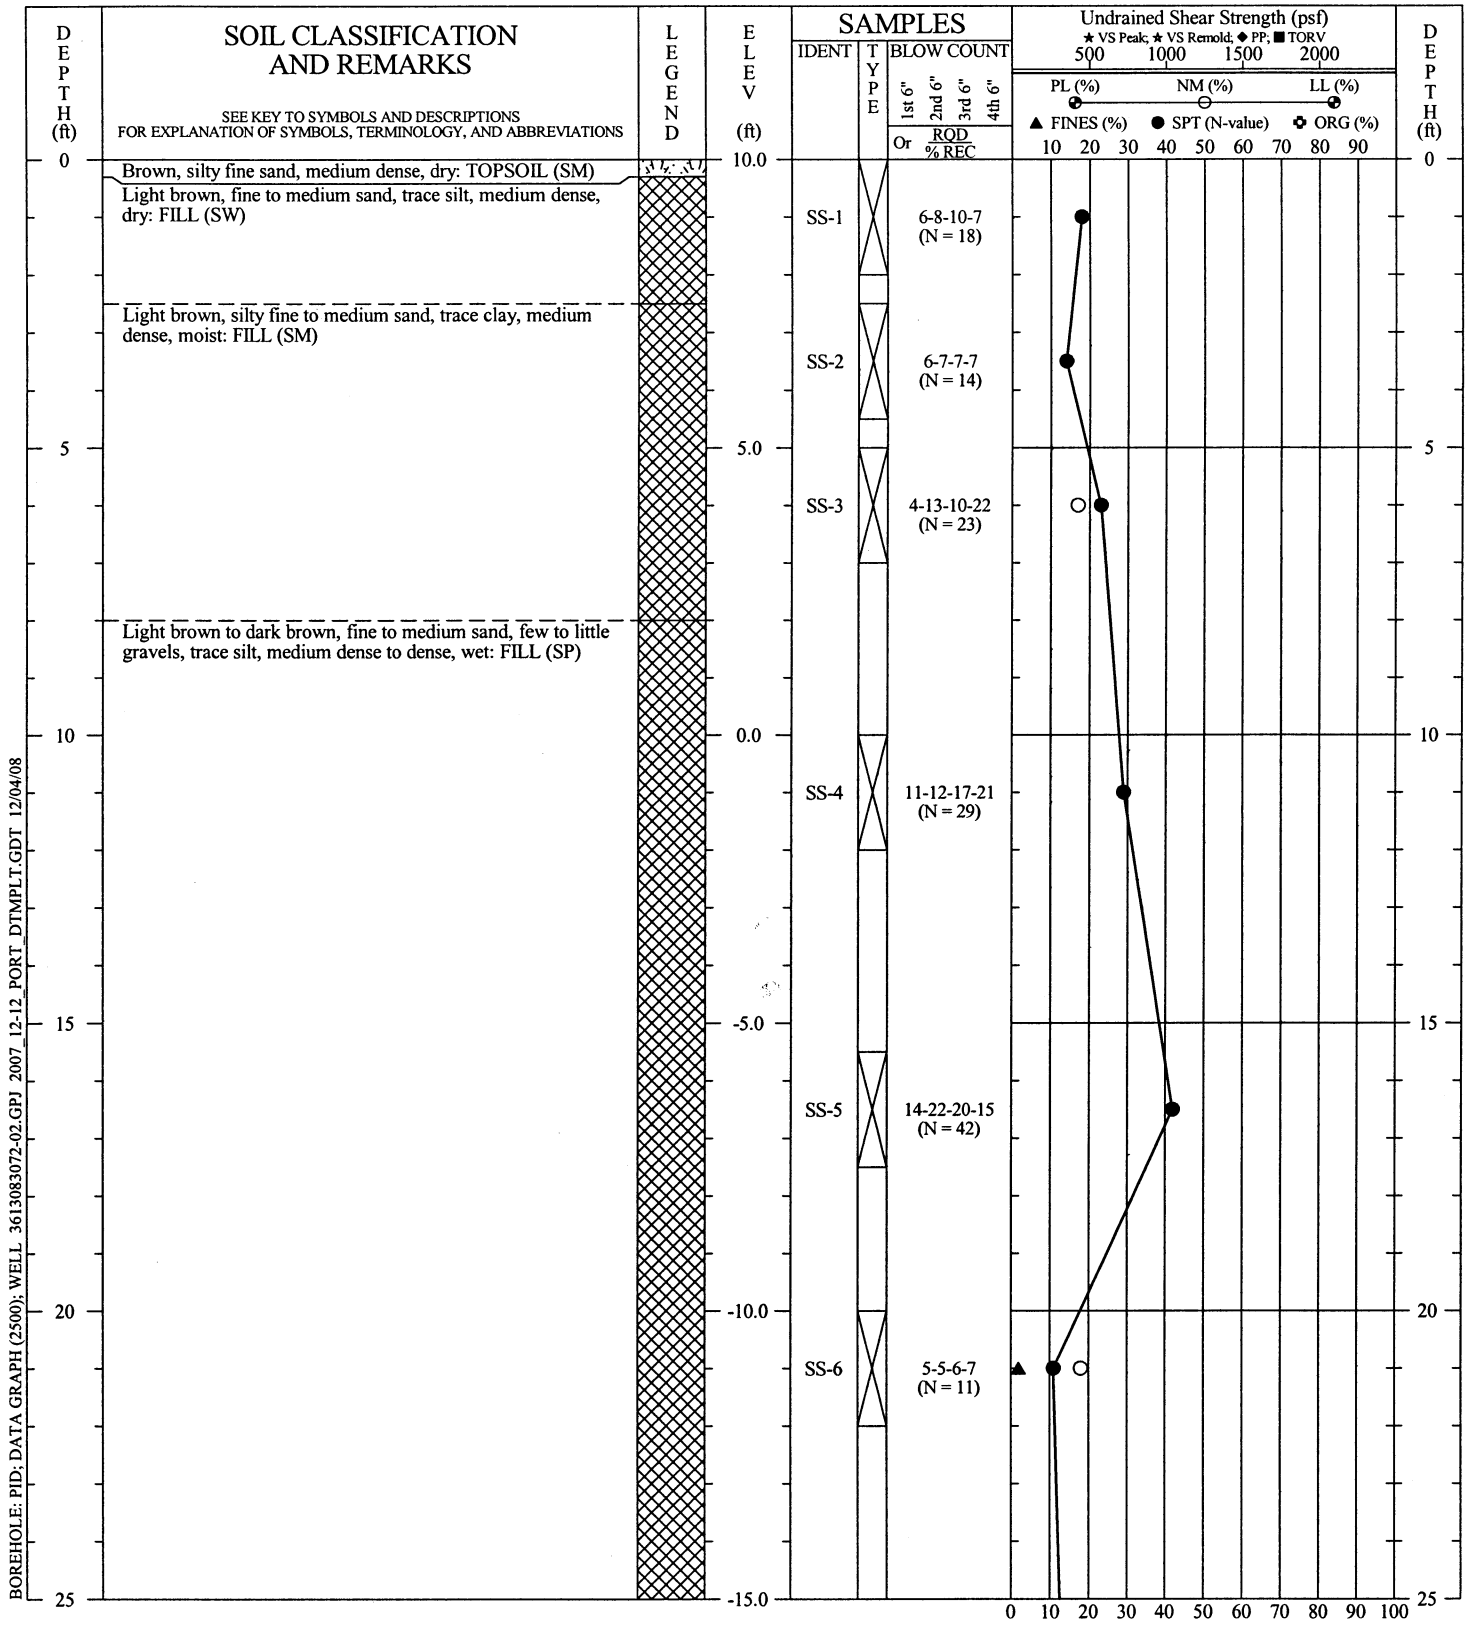 DEPTH (ft)
SOIL CLASSIFICATION
AND REMARKS
SEE KEY TO SYMBOLS AND DESCRIPTIONS
FOR EXPLANATION OF SYMBOLS, TERMINOLOGY, AND ABBREVIATIONS
LEGEND
ELEV (ft)
SAMPLES
IDENT
TYPE
BLOW COUNT
1st 6"
2nd 6"
3rd 6"
4th 6"
Or RQD
% REC
Undrained Shear Strength (psf)
★ VS Peak; ★ VS Remold; ◆ PP; ■ TORV
500 1000 1500 2000
PL (%) NM (%) LL (%)
▲ FINES (%) ● SPT (N-value) ✚ ORG (%)
10 20 30 40 50 60 70 80 90
DEPTH (ft)
0
Brown, silty fine sand, medium dense, dry: TOPSOIL (SM)
10.0
0
Light brown, fine to medium sand, trace silt, medium dense,
dry: FILL (SW)
SS-1
6-8-10-7
(N = 18)
Light brown, silty fine to medium sand, trace clay, medium
dense, moist: FILL (SM)
SS-2
6-7-7-7
(N = 14)
5
5.0
5
SS-3
4-13-10-22
(N = 23)
Light brown to dark brown, fine to medium sand, few to little
gravels, trace silt, medium dense to dense, wet: FILL (SP)
10
0.0
10
SS-4
11-12-17-21
(N = 29)
15
-5.0
15
SS-5
14-22-20-15
(N = 42)
20
-10.0
20
SS-6
5-5-6-7
(N = 11)
25
-15.0
25
0 10 20 30 40 50 60 70 80 90 100
BOREHOLE: PID; DATA GRAPH (2500); WELL 3613083072-02.GPJ 2007_12-12_PORT_DTMPLT.GDT 12/04/08